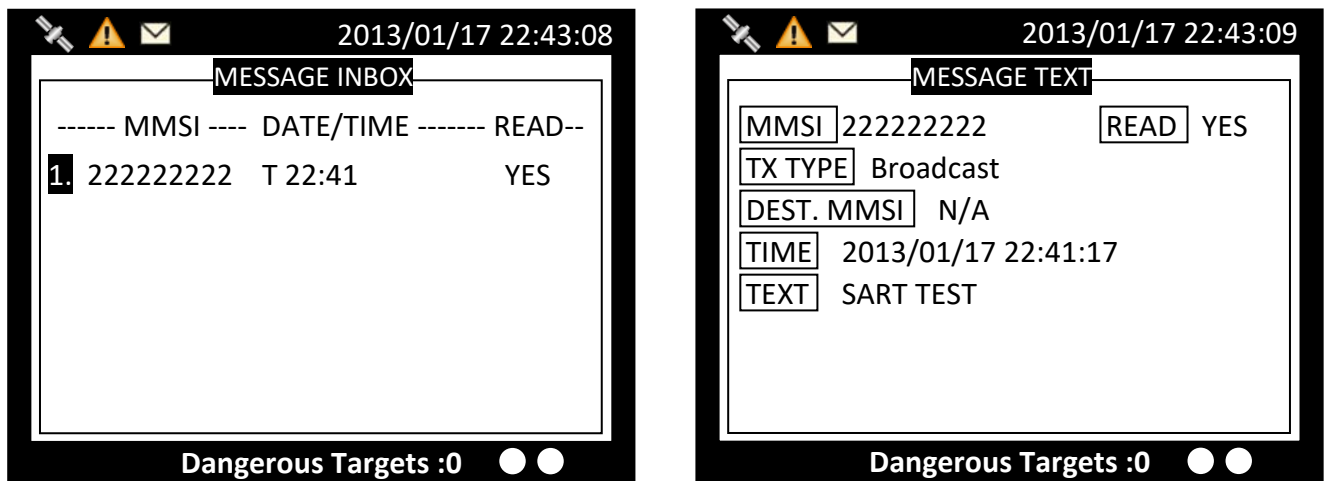 2013/01/17 22:43:08
MESSAGE INBOX
------ MMSI ---- DATE/TIME ------- READ--
1. 222222222 T 22:41 YES
Dangerous Targets :0
2013/01/17 22:43:09
MESSAGE TEXT
MMSI 222222222 READ YES
TX TYPE Broadcast
DEST. MMSI N/A
TIME 2013/01/17 22:41:17
TEXT SART TEST
Dangerous Targets :0